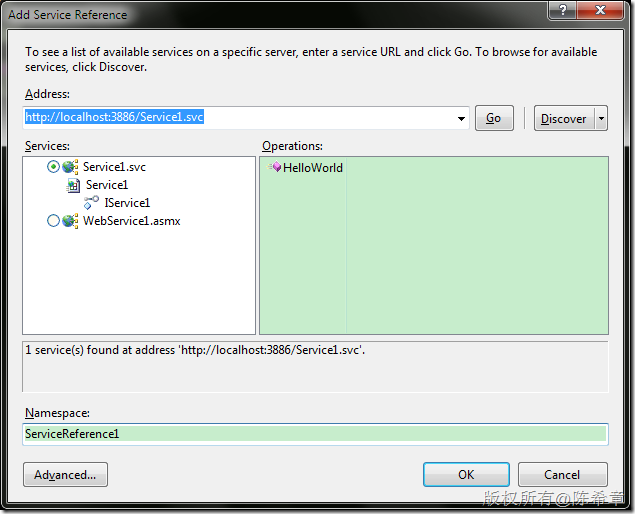 Add Service Reference
To see a list of available services on a specific server, enter a service URL and click Go. To browse for available
services, click Discover.
Address:
http://localhost:3886/Service1.svc
Go
Discover
Services:
Operations:
Service1.svc
Service1
IService1
WebService1.asmx
HelloWorld
1 service(s) found at address 'http://localhost:3886/Service1.svc'.
Namespace:
ServiceReference1
Advanced...
OK
Cancel
版权所有@陈希章